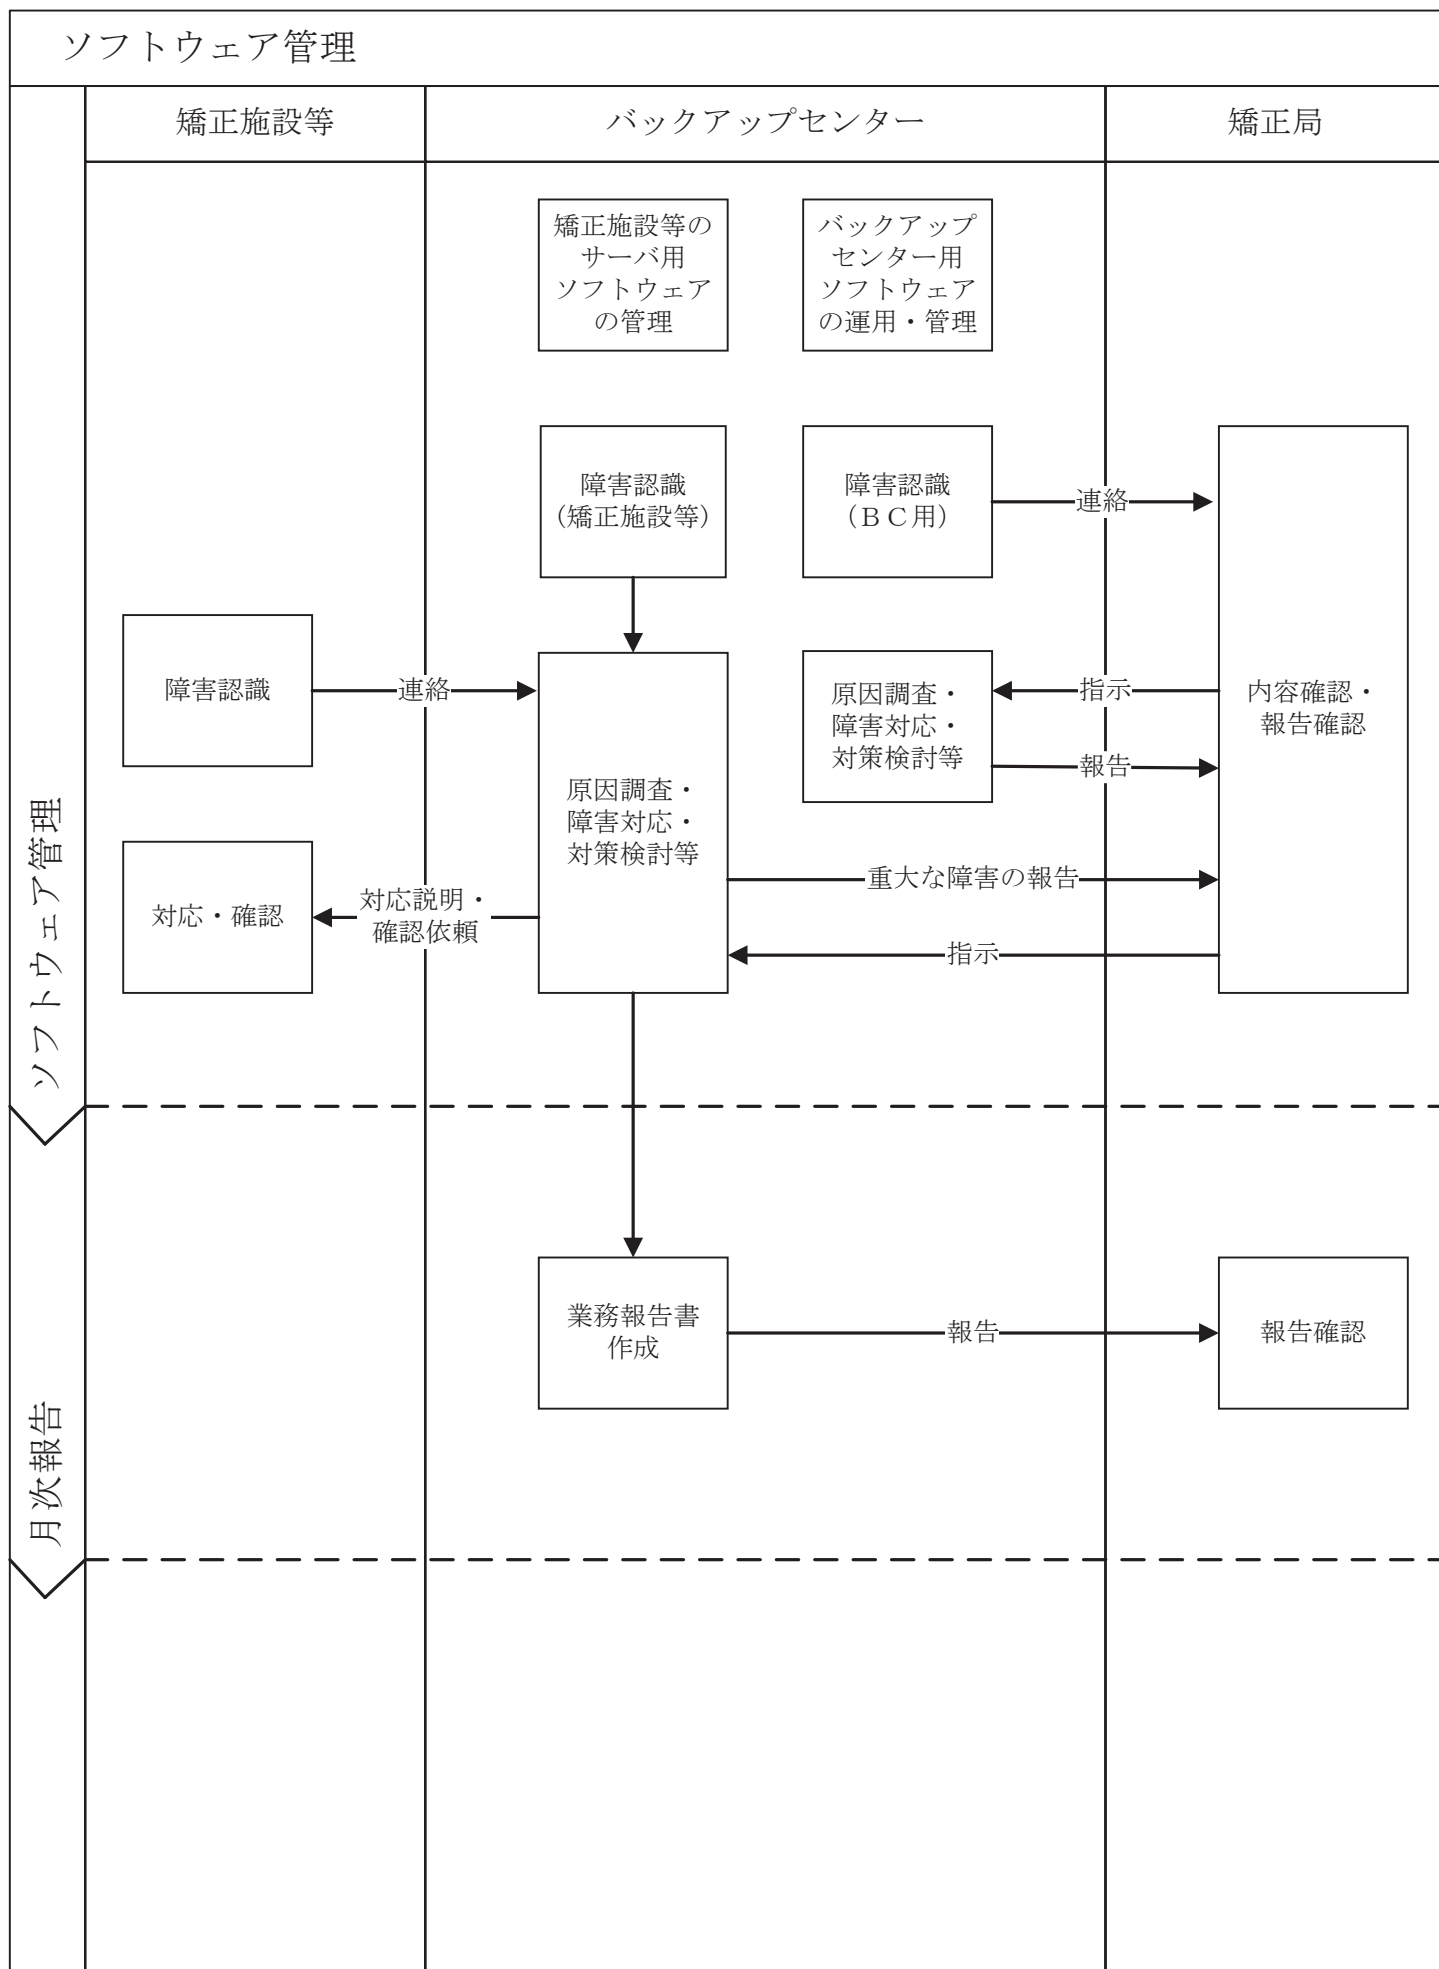 ソフトウェア管理
矯正施設等
バックアップセンター
矯正局
矯正施設等の
サーバ用
ソフトウェア
の管理
バックアップ
センター用
ソフトウェア
の運用・管理
障害認識
（矯正施設等）
障害認識
（ＢＣ用）
連絡
障害認識
連絡
原因調査・
障害対応・
対策検討等
指示
報告
内容確認・
報告確認
原因調査・
障害対応・
対策検討等
重大な障害の報告
対応・確認
対応説明・
確認依頼
指示
ソフトウェア管理
業務報告書
作成
報告
報告確認
月次報告